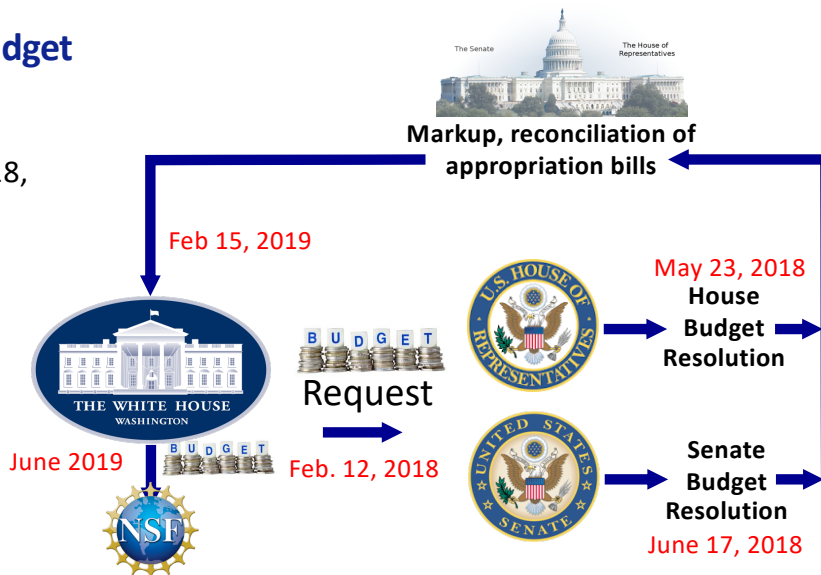 dget
The Senate
The House of
Representatives
Markup, reconciliation of
appropriation bills
8,
Feb 15, 2019
U.S. HOUSE OF
REPRESENTATIVES
May 23, 2018
House
Budget
Resolution
BUDGET
Request
THE WHITE HOUSE
WASHINGTON
BUDGET
June 2019
Feb. 12, 2018
UNITED STATES
SENATE
Senate
Budget
Resolution
June 17, 2018
NSF